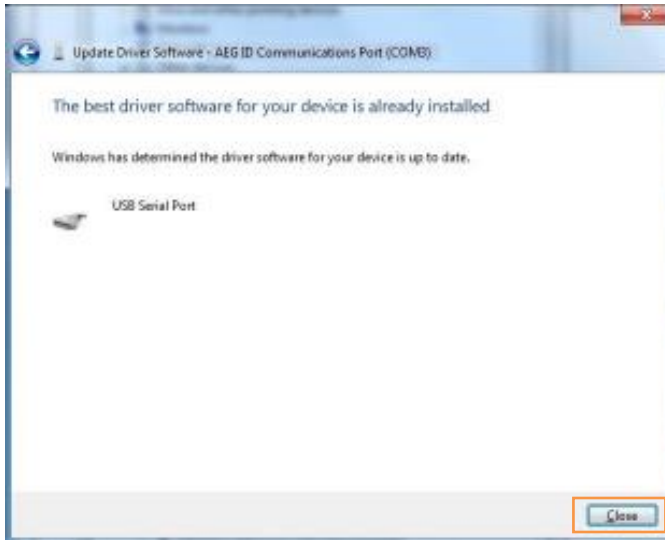 Update Driver Software - AEG ID Communications Port (COM3)
The best driver software for your device is already installed
Windows has determined the driver software for your device is up to date.
USB Serial Port
Close